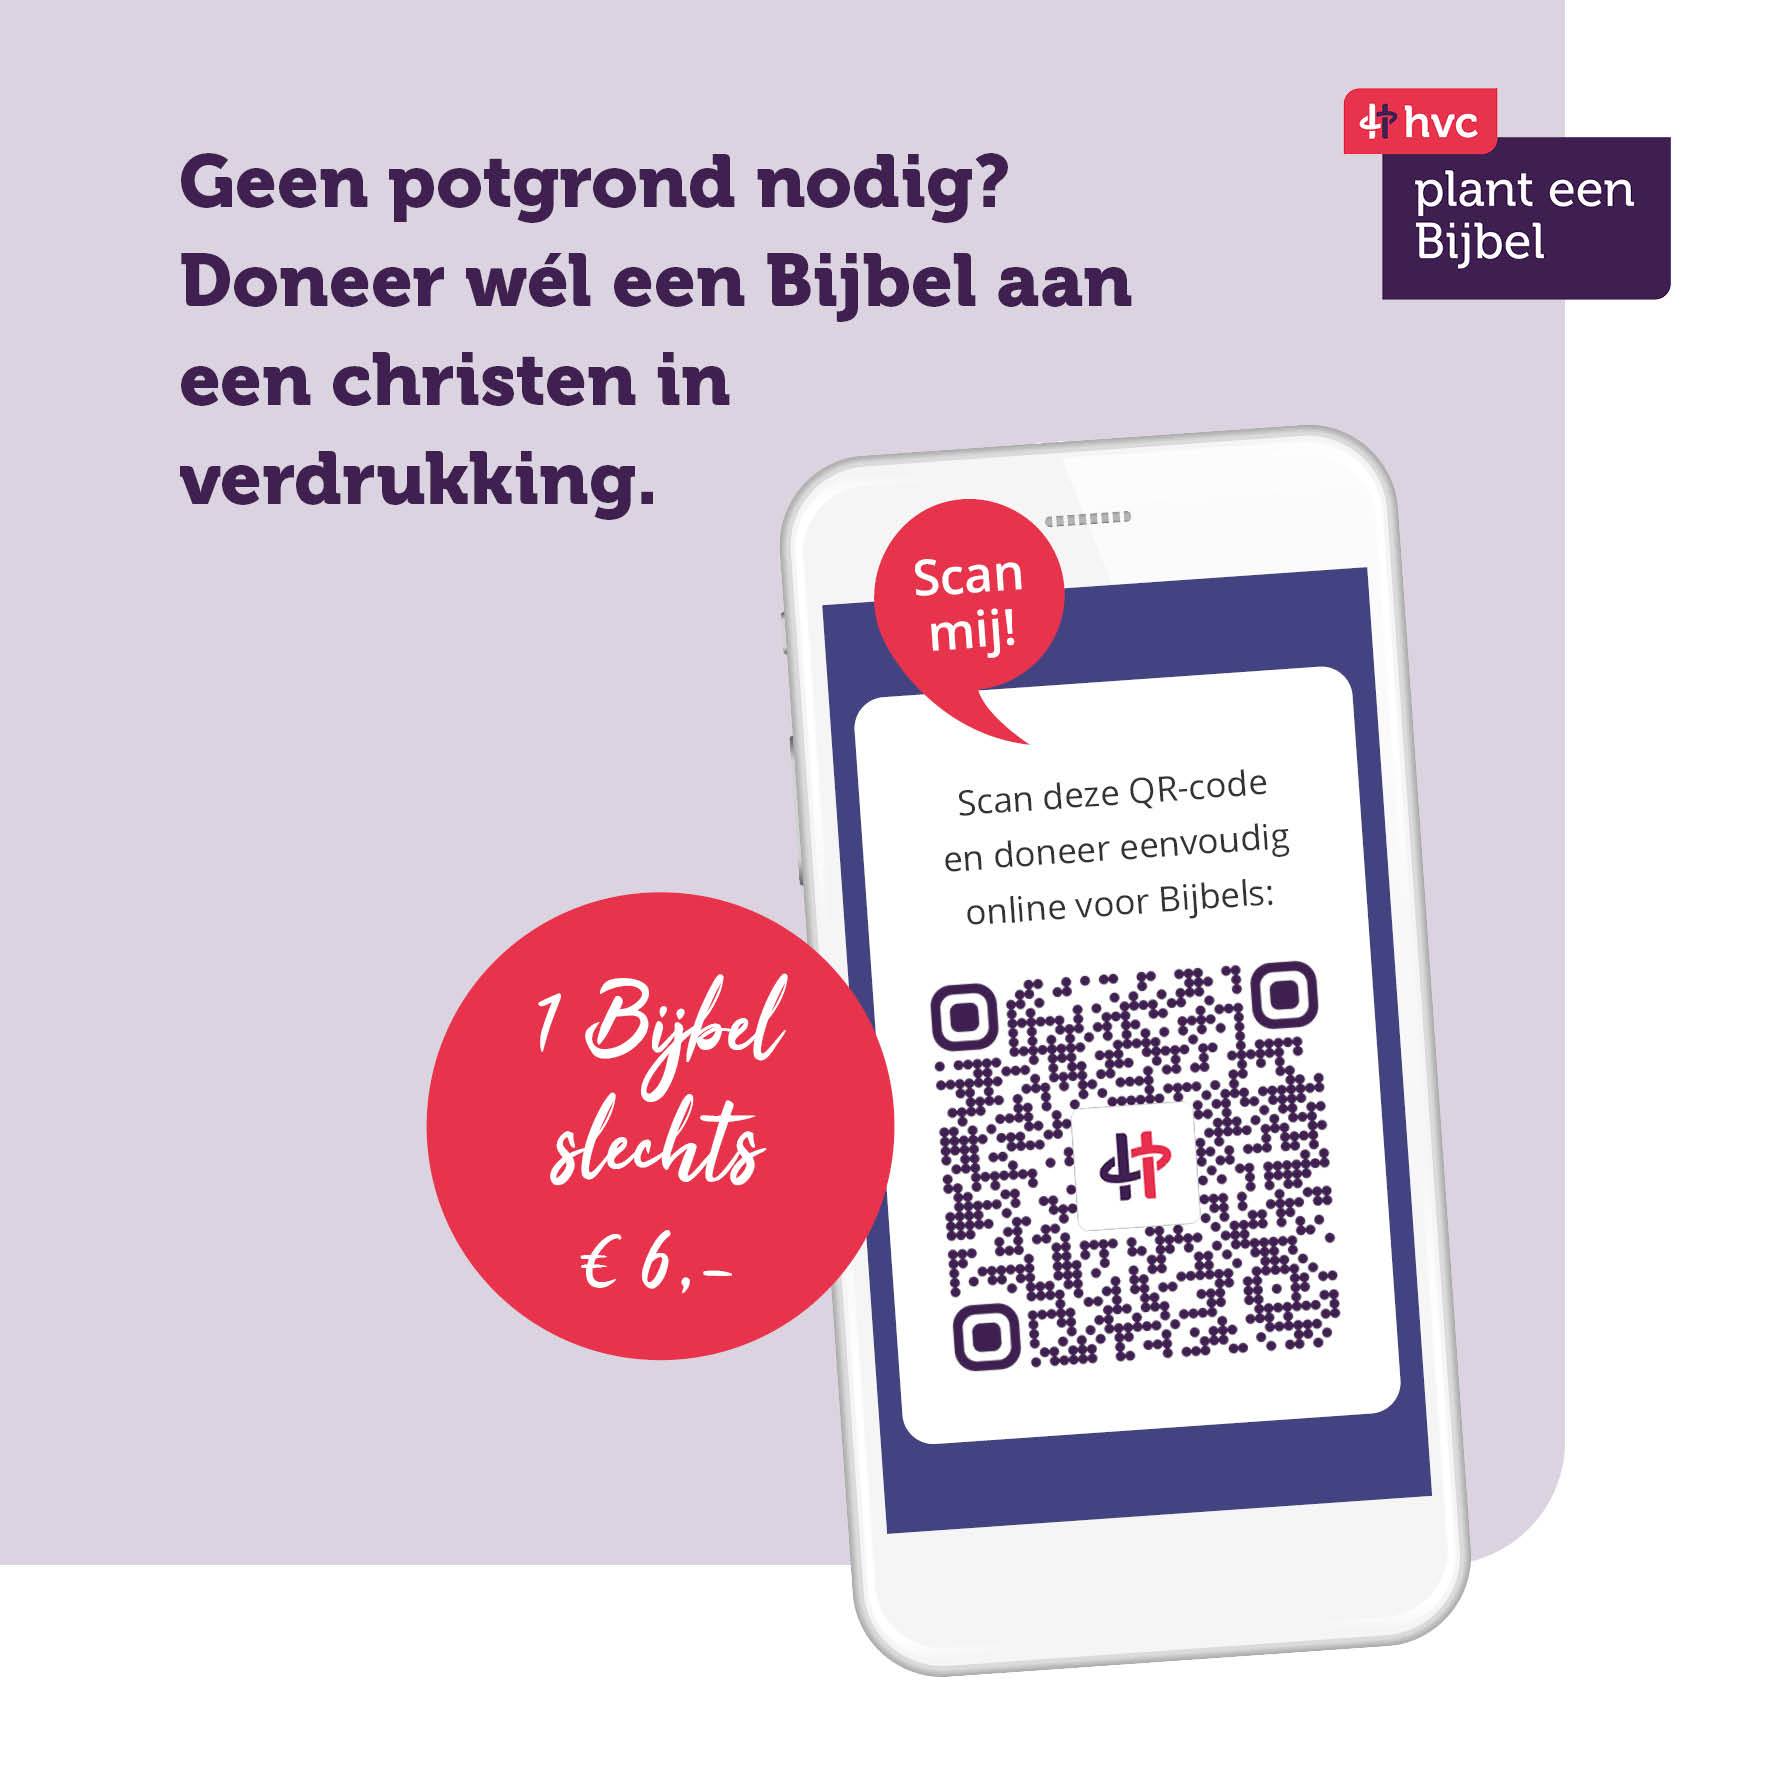 hvc
plant een
Bijbel
Geen potgrond nodig?
Doneer wél een Bijbel aan
een christen in
verdrukking.
Scan
mij!
Scan deze QR-code
en doneer eenvoudig
online voor Bijbels:
1 Bijbel
slechts
€ 6,-